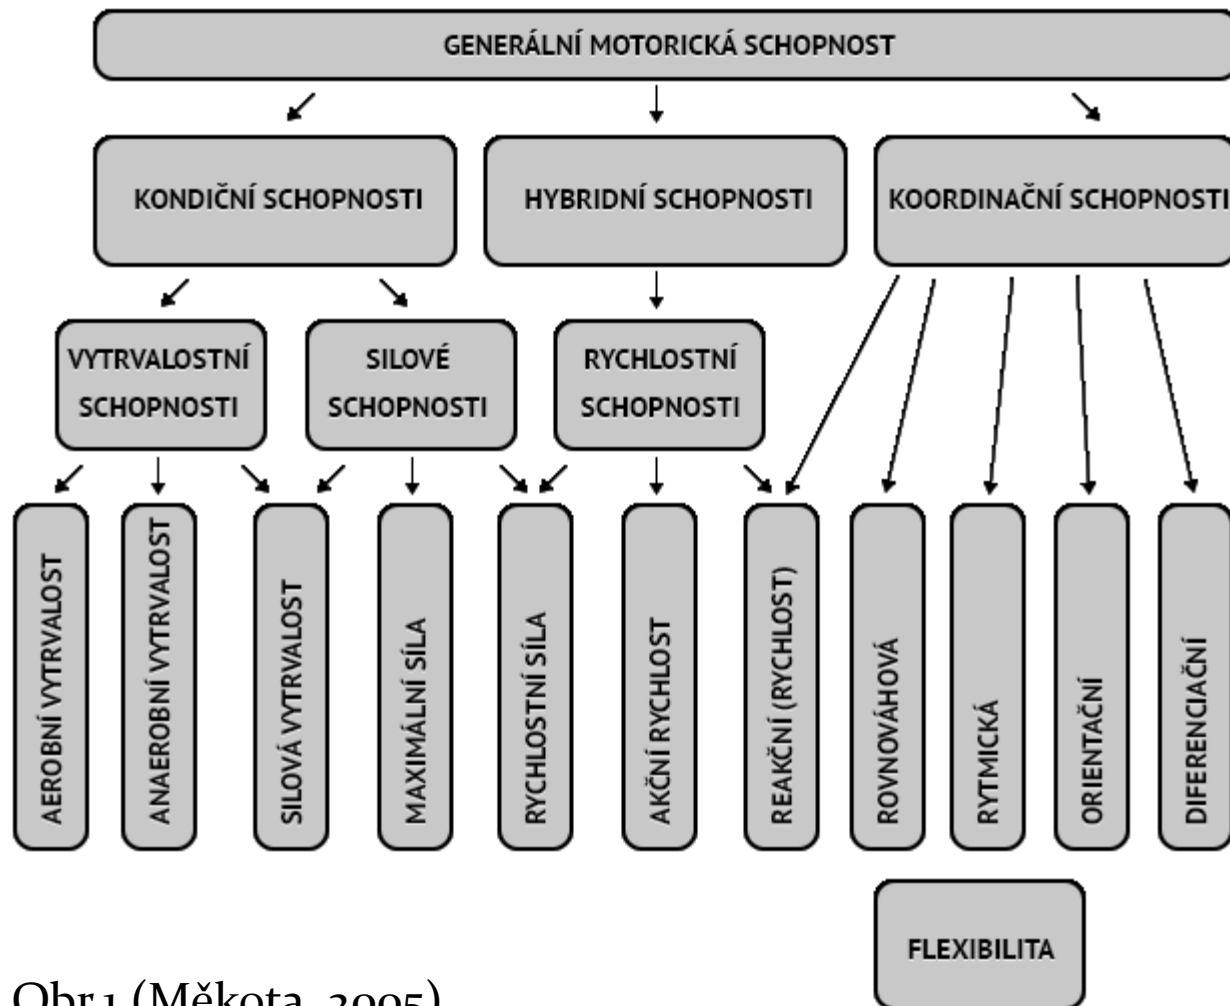 GENERÁLNÍ MOTORICKÁ SCHOPNOST
KONDIČNÍ SCHOPNOSTI
HYBRIDNÍ SCHOPNOSTI
KOORDINAČNÍ SCHOPNOSTI
VYTRVALOSTNÍ
SCHOPNOSTI
SILOVÉ
SCHOPNOSTI
RYCHLOSTNÍ
SCHOPNOSTI
AEROBNÍ VYTRVALOST
ANAEROBNÍ VYTRVALOST
SILOVÁ VYTRVALOST
MAXIMÁLNÍ SÍLA
RYCHLOSTNÍ SÍLA
AKČNÍ RYCHLOST
REAKČNÍ (RYCHLOST)
ROVNOVÁHOVÁ
RYTMICKÁ
ORIENTAČNÍ
DIFERENCIAČNÍ
FLEXIBILITA
Obr.1 (Měkota, 2005)